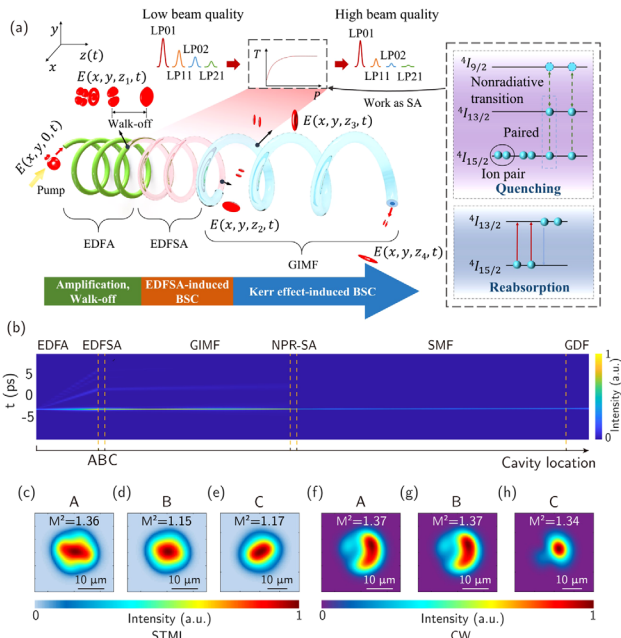 (a)
Low beam quality
High beam quality
LP01
LP02
LP11 LP21
T
P
LP01
LP02
LP11 LP21
Work as SA
y
z(t)
x
E(x, y, z₁, t)
Walk-off
E(x, y, 0, t)
Pump
E(x, y, z₃, t)
E(x, y, z₂, t)
E(x, y, z₄, t)
EDFA
EDFSA
GIMF
Amplification,
Walk-off
EDFSA-induced
BSC
Kerr effect-induced BSC
⁴I₉/₂
Nonradiative
transition
⁴I₁₃/₂
Paired
⁴I₁₅/₂
Ion pair
Quenching
⁴I₁₃/₂
⁴I₁₅/₂
Reabsorption
(b)
EDFA EDFSA GIMF NPR-SA SMF GDF
t (ps)
5
0
-5
1
0
Intensity (a.u.)
ABC
Cavity location
(c) A (d) B (e) C (f) A (g) B (h) C
M²=1.36 M²=1.15 M²=1.17 M²=1.37 M²=1.37 M²=1.34
10 μm 10 μm 10 μm 10 μm 10 μm 10 μm
0 Intensity (a.u.) 1 0 Intensity (a.u.) 1
STML CW